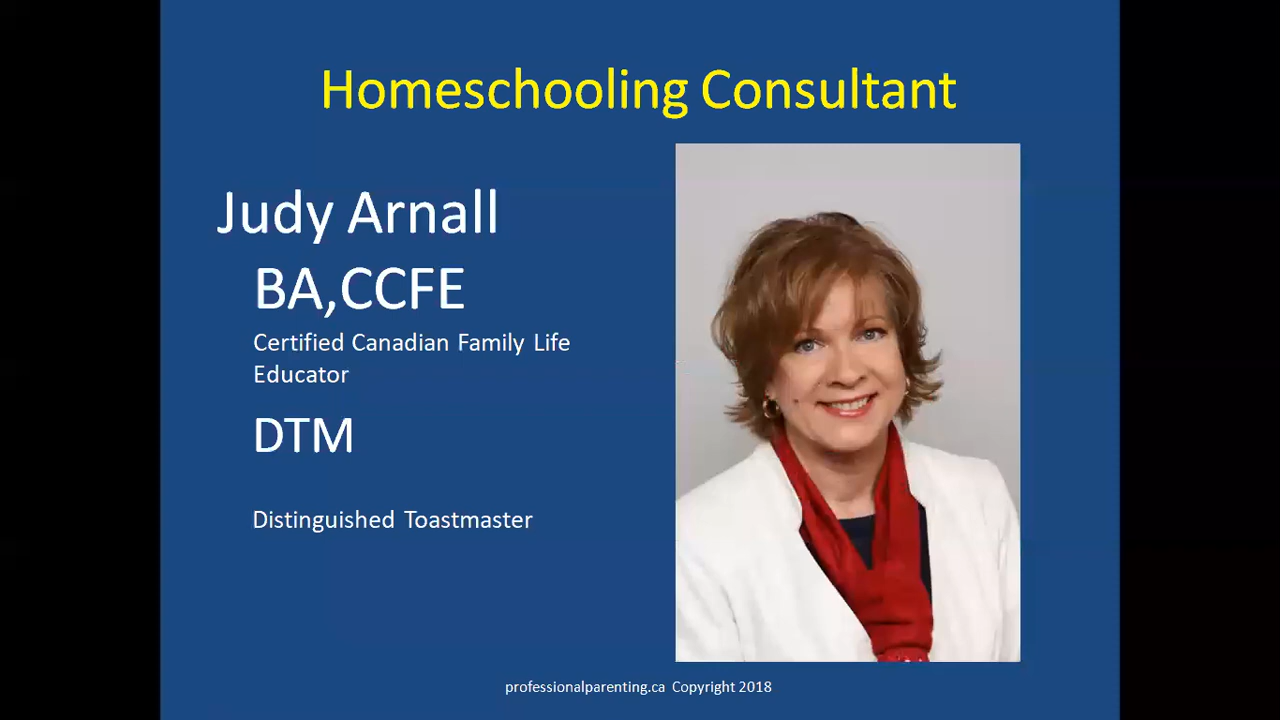 Homeschooling Consultant
Judy Arnall
BA,CCFE
Certified Canadian Family Life
Educator
DTM
Distinguished Toastmaster
professionalparenting.ca Copyright 2018